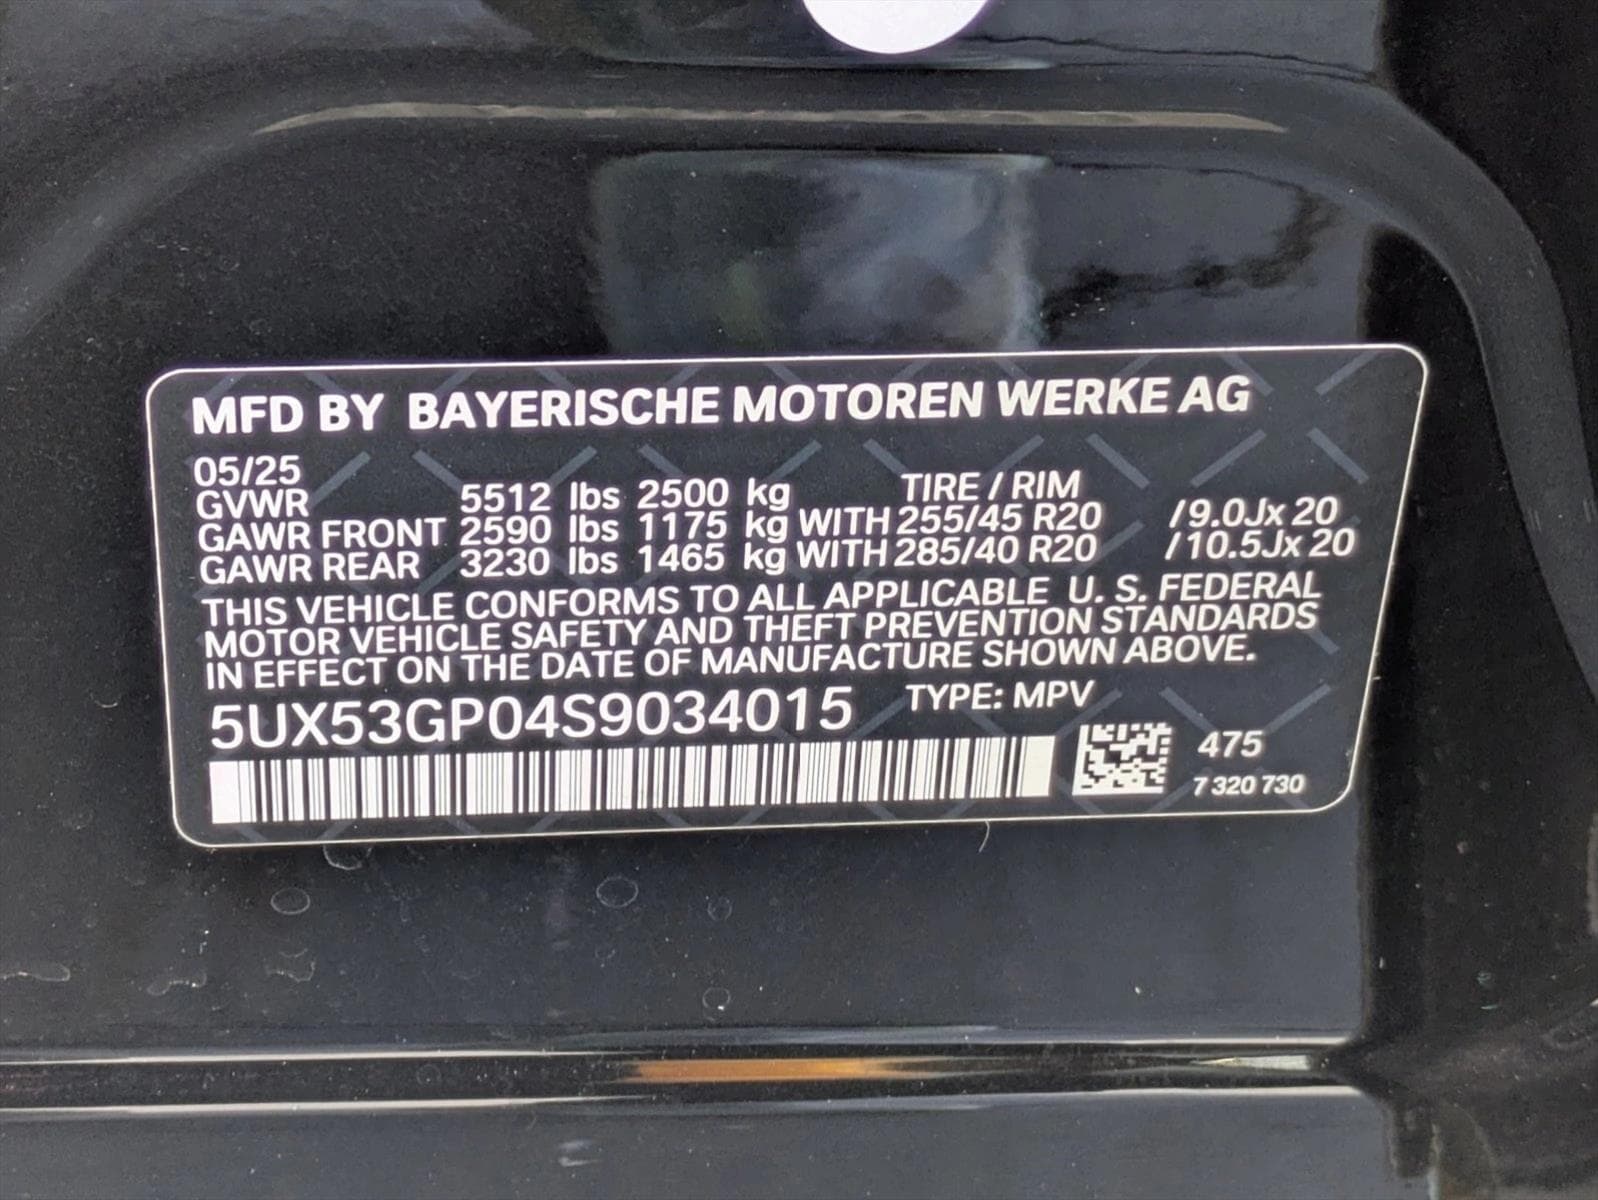 MFD BY BAYERISCHE MOTOREN WERKE AG
05/25
GVWR 5512 lbs 2500 kg TIRE / RIM
GAWR FRONT 2590 lbs 1175 kg WITH 255/45 R20 /9.0Jx 20
GAWR REAR 3230 lbs 1465 kg WITH 285/40 R20 /10.5Jx 20
THIS VEHICLE CONFORMS TO ALL APPLICABLE U. S. FEDERAL
MOTOR VEHICLE SAFETY AND THEFT PREVENTION STANDARDS
IN EFFECT ON THE DATE OF MANUFACTURE SHOWN ABOVE.
5UX53GP04S9034015 TYPE: MPV
475
7 320 730